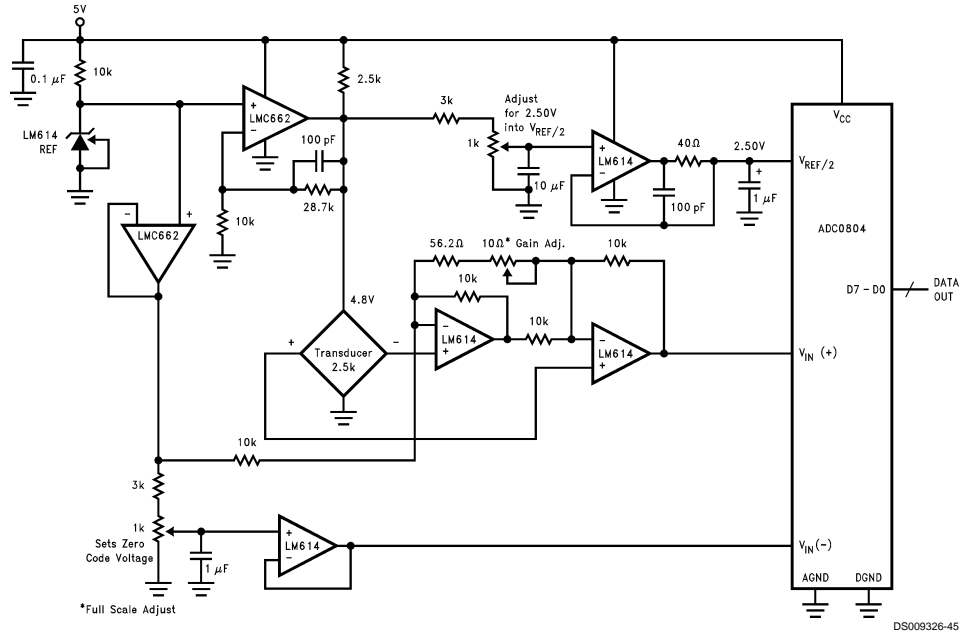 5V
0.1 μF
10k
LM614
REF
+
−
LMC662
2.5k
100 pF
28.7k
10k
3k
Adjust
for 2.50V
into VREF/2
1k
10 μF
+
−
LM614
40Ω
100 pF
2.50V
+
1 μF
VCC
VREF/2
ADC0804
D7 – D0
DATA
OUT
VIN (+)
VIN(−)
AGND
DGND
−
+
LMC662
56.2Ω
10Ω* Gain Adj.
10k
10k
4.8V
+
−
Transducer
2.5k
−
+
LM614
10k
−
+
LM614
10k
3k
1k
Sets Zero
Code Voltage
1 μF
+
−
LM614
*Full Scale Adjust
DS009326-45